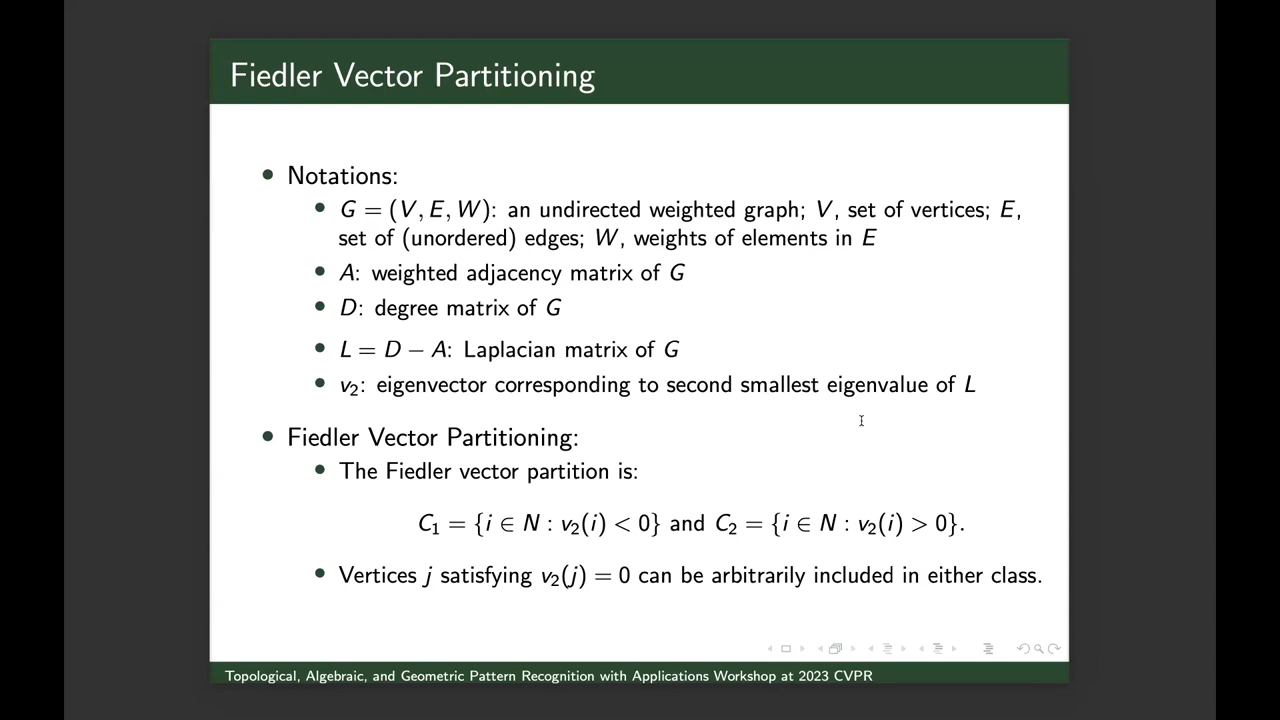 Fiedler Vector Partitioning
• Notations:
• G = (V, E, W): an undirected weighted graph; V, set of vertices; E,
set of (unordered) edges; W, weights of elements in E
• A: weighted adjacency matrix of G
• D: degree matrix of G
• L = D − A: Laplacian matrix of G
• v₂: eigenvector corresponding to second smallest eigenvalue of L
• Fiedler Vector Partitioning:
• The Fiedler vector partition is:
C₁ = {i ∈ N : v₂(i) < 0} and C₂ = {i ∈ N : v₂(i) > 0}.
• Vertices j satisfying v₂(j) = 0 can be arbitrarily included in either class.
Topological, Algebraic, and Geometric Pattern Recognition with Applications Workshop at 2023 CVPR